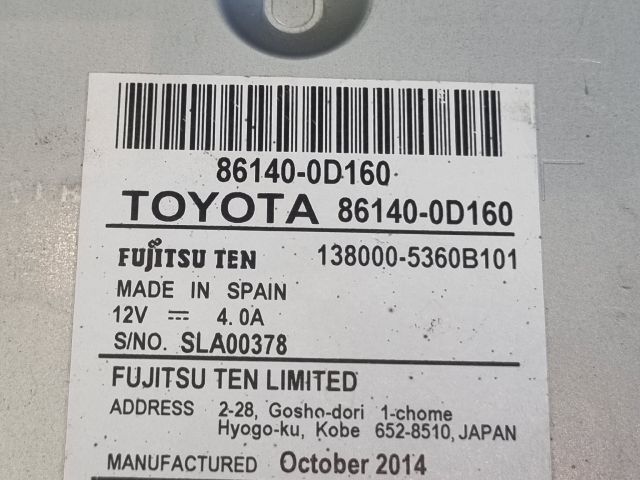 86140-0D160
TOYOTA 86140-0D160
FUJITSU TEN 138000-5360B101
MADE IN SPAIN
12V ⎓ 4.0A
S/NO. SLA00378
FUJITSU TEN LIMITED
ADDRESS 2-28, Gosho-dori 1-chome
Hyogo-ku, Kobe 652-8510, JAPAN
MANUFACTURED October 2014